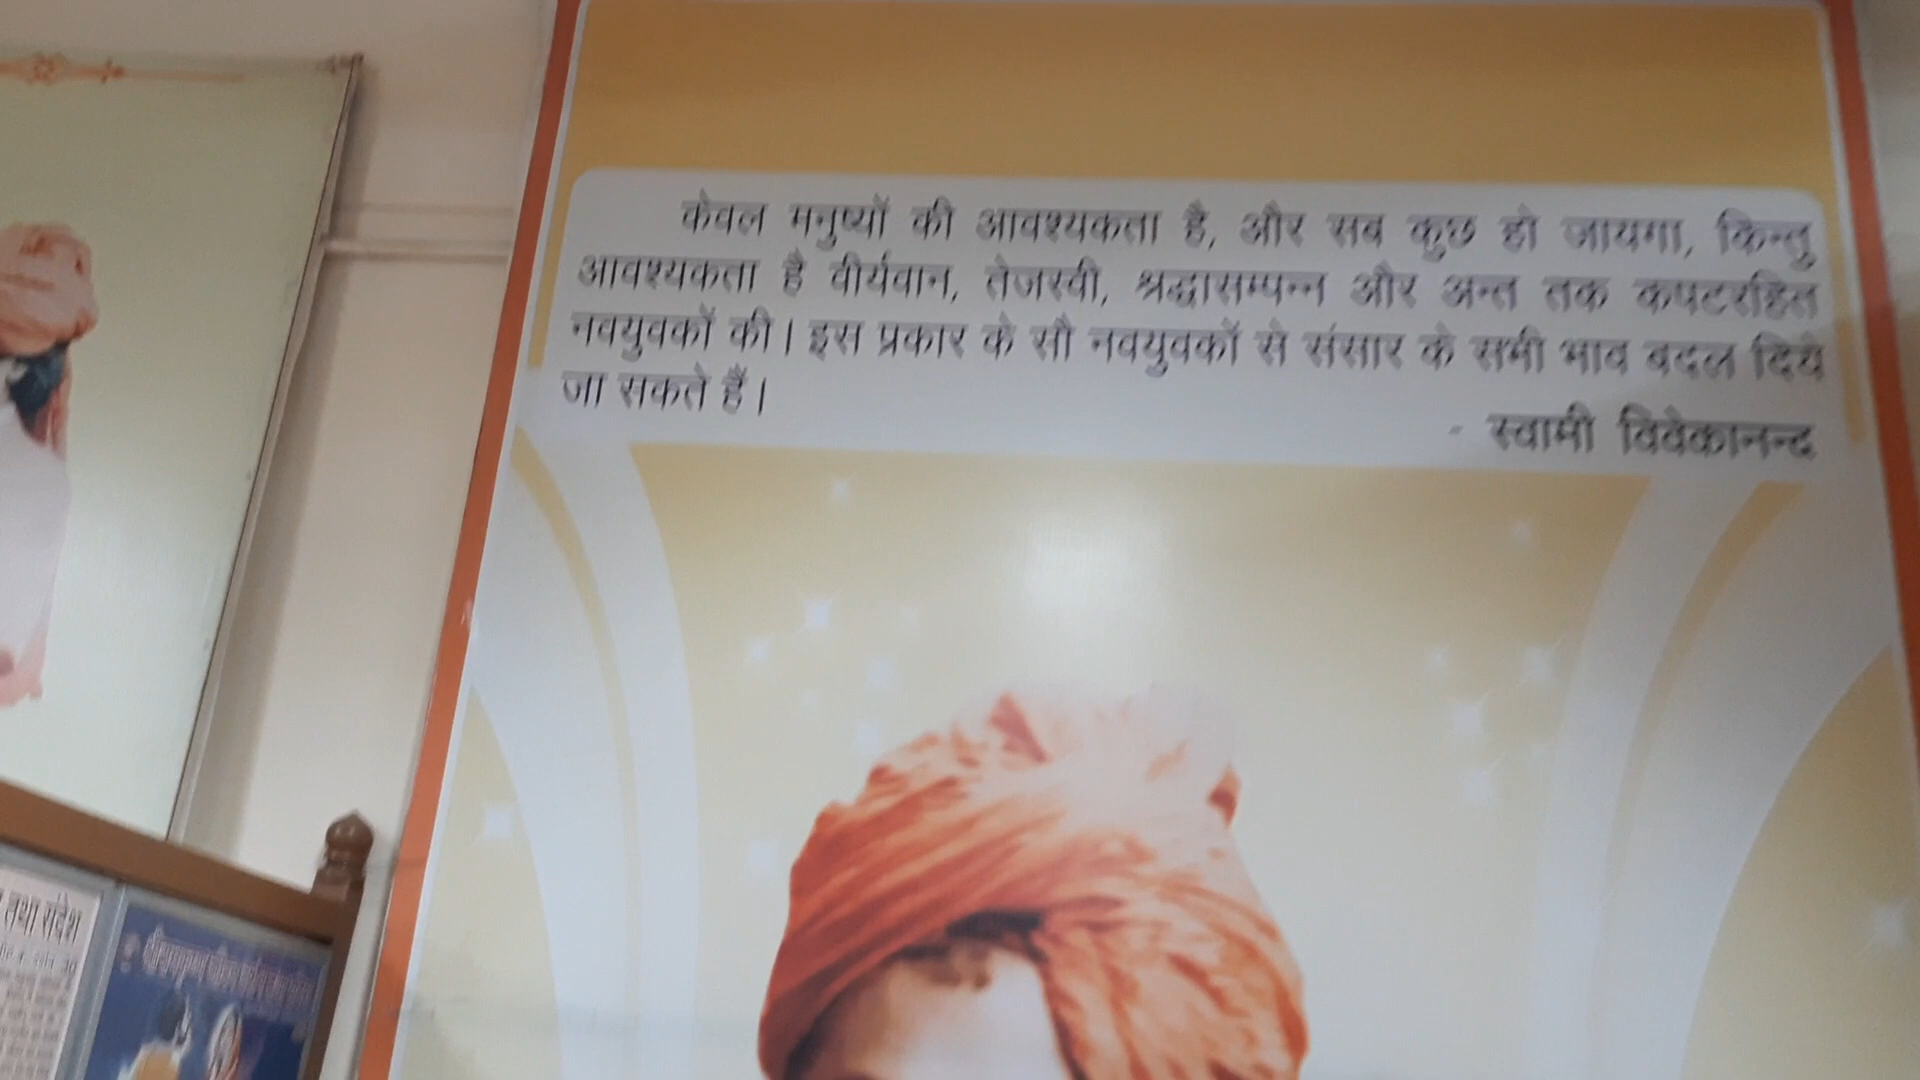 केवल मनुष्यों की आवश्यकता है, और सब कुछ हो जायगा, किन्तु
आवश्यकता है वीर्यवान, तेजस्वी, श्रद्धासम्पन्न और अन्त तक कपटरहित
नवयुवकों की। इस प्रकार के सौ नवयुवकों से संसार के सभी भाव बदल दिये
जा सकते हैं।
- स्वामी विवेकानन्द
तथा संदेश